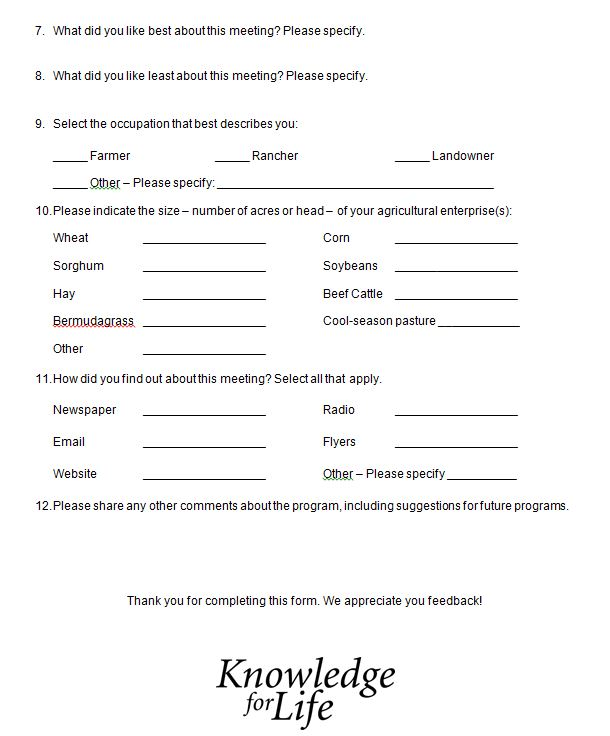 7. What did you like best about this meeting? Please specify.
8. What did you like least about this meeting? Please specify.
9. Select the occupation that best describes you:
_____ Farmer _____ Rancher _____ Landowner
_____ Other – Please specify: ________________________________________
10. Please indicate the size – number of acres or head – of your agricultural enterprise(s):
Wheat __________________ Corn __________________
Sorghum __________________ Soybeans __________________
Hay __________________ Beef Cattle __________________
Bermudagrass __________________ Cool-season pasture ____________
Other __________________
11. How did you find out about this meeting? Select all that apply.
Newspaper __________________ Radio __________________
Email __________________ Flyers __________________
Website __________________ Other – Please specify __________
12. Please share any other comments about the program, including suggestions for future programs.
Thank you for completing this form. We appreciate you feedback!
Knowledge
for Life